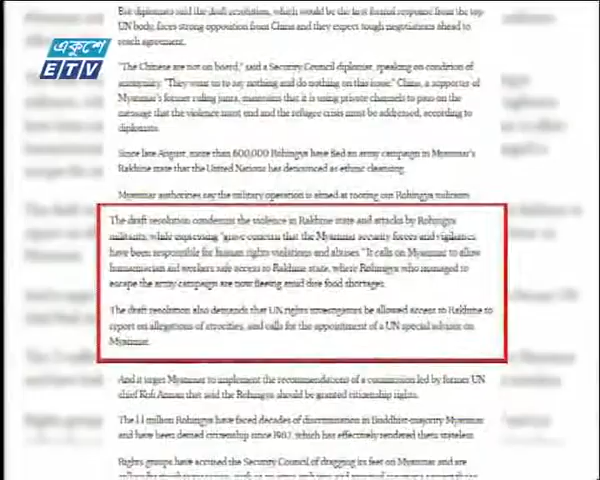 But diplomats said the draft resolution, which would be the first formal response from the top
UN body, faces strong opposition from China and they expect tough negotiations ahead to
reach agreement.
একুশে
ETV
"The Chinese are not on board," said a Security Council diplomat, speaking on condition of
anonymity. "They want us to say nothing and do nothing on this issue." China, a supporter of
Myanmar's former ruling junta, maintains that it is using private channels to pass on the
message that the violence must end and the refugee crisis must be addressed, according to
diplomats.
Since late August, more than 600,000 Rohingya have fled an army campaign in Myanmar's
Rakhine state that the United Nations has denounced as ethnic cleansing.
Myanmar authorities say the military operation is aimed at rooting out Rohingya militants.
The draft resolution condemns the violence in Rakhine state and attacks by Rohingya
militants, while expressing "grave concern that the Myanmar security forces and vigilantes
have been responsible for human rights violations and abuses." It calls on Myanmar to allow
humanitarian aid workers safe access to Rakhine state, where Rohingya who managed to
escape the army campaign are now fleeing amid dire food shortages.
The draft resolution also demands that UN rights investigators be allowed access to Rakhine to
report on allegations of atrocities, and calls for the appointment of a UN special advisor on
Myanmar.
And it urges Myanmar to implement the recommendations of a commission led by former UN
chief Kofi Annan that said the Rohingya should be granted citizenship rights.
The 1.1 million Rohingya have faced decades of discrimination in Buddhist-majority Myanmar
and have been denied citizenship since 1982, which has effectively rendered them stateless.
Rights groups have accused the Security Council of dragging its feet on Myanmar and are